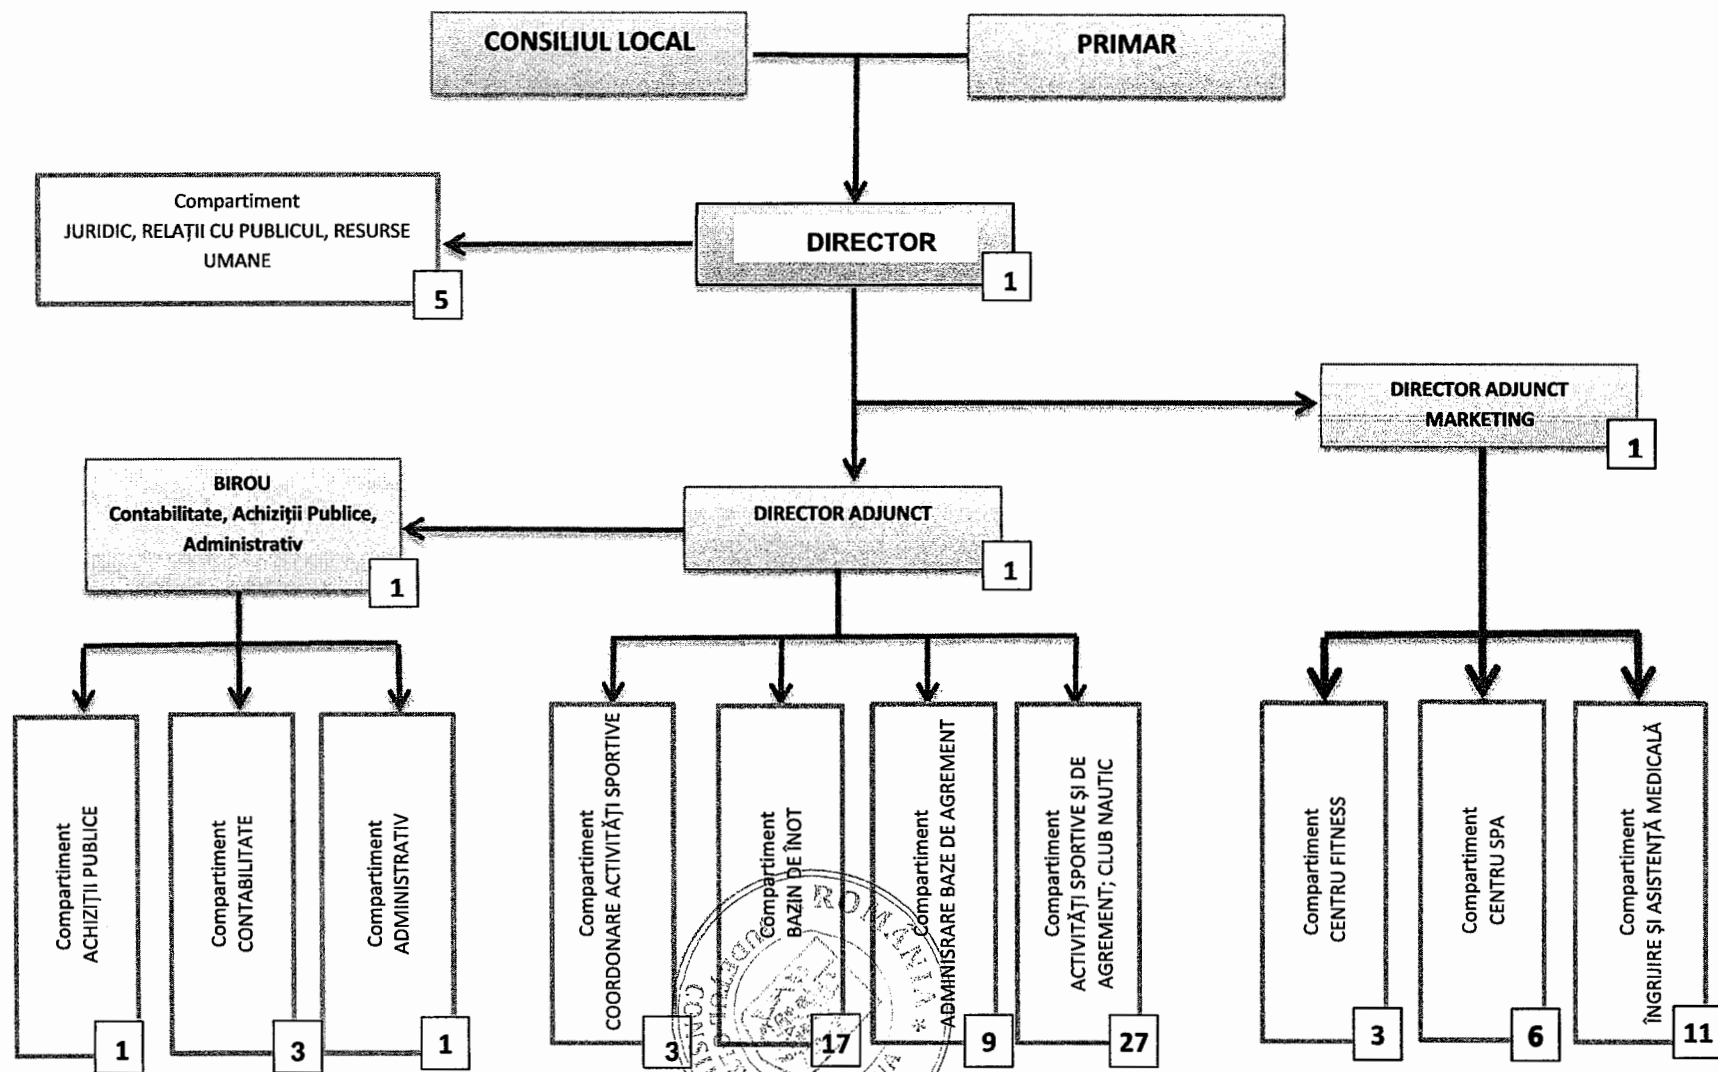 CONSILIUL LOCAL
PRIMAR
Compartiment
JURIDIC, RELAȚII CU PUBLICUL, RESURSE
UMANE
5
DIRECTOR
1
DIRECTOR ADJUNCT
MARKETING
1
BIROU
Contabilitate, Achiziții Publice,
Administrativ
1
DIRECTOR ADJUNCT
1
Compartiment
ACHIZIȚII PUBLICE
1
Compartiment
CONTABILITATE
3
Compartiment
ADMINISTRATIV
1
Compartiment
COORDONARE ACTIVITĂȚI SPORTIVE
3
Compartiment
BAZIN DE ÎNOT
17
Compartiment
ADMINISRARE BAZE DE AGREMENT
9
Compartiment
ACTIVITĂȚI SPORTIVE ȘI DE
AGREMENT; CLUB NAUTIC
27
Compartiment
CENTRU FITNESS
3
Compartiment
CENTRU SPA
6
Compartiment
ÎNGRIJIRE ȘI ASISTENȚĂ MEDICALĂ
11
ROMÂNIA *